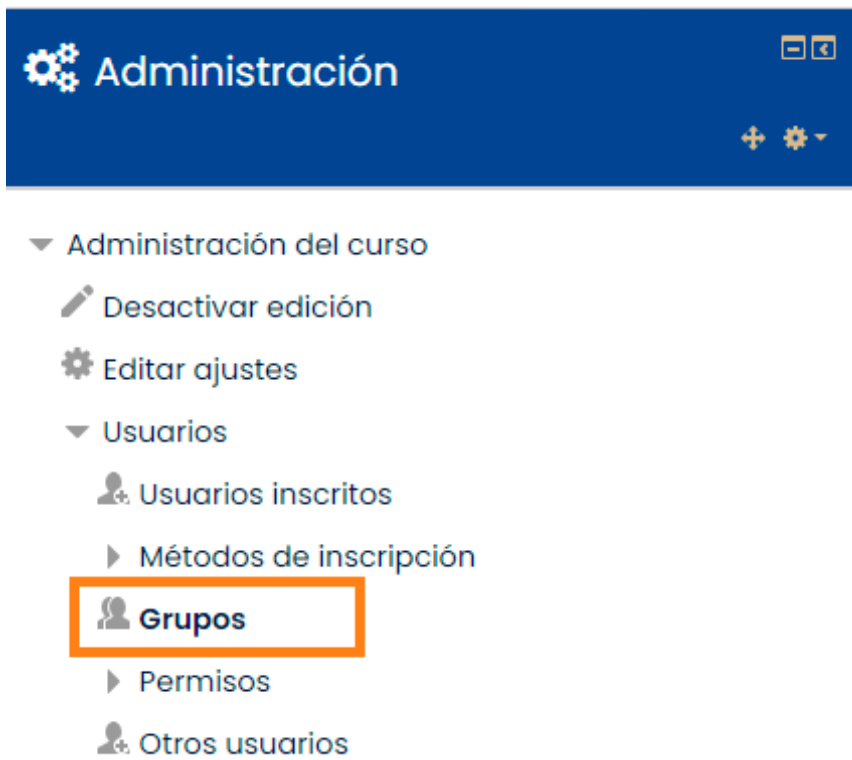 Administración
Administración del curso
Desactivar edición
Editar ajustes
Usuarios
Usuarios inscritos
Métodos de inscripción
Grupos
Permisos
Otros usuarios